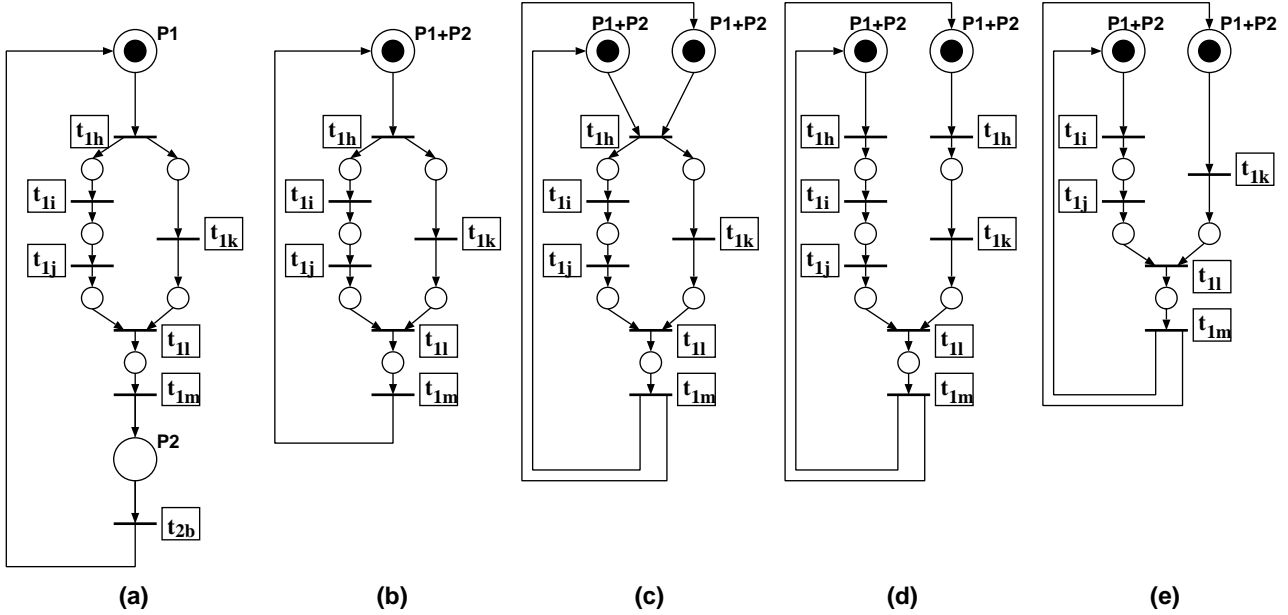 P1
t1h
t1i
t1k
t1j
t1l
t1m
P2
t2b
(a)
P1+P2
t1h
t1i
t1k
t1j
t1l
t1m
(b)
P1+P2
P1+P2
t1h
t1i
t1k
t1j
t1l
t1m
(c)
P1+P2
P1+P2
t1h
t1h
t1i
t1k
t1j
t1l
t1m
(d)
P1+P2
P1+P2
t1i
t1k
t1j
t1l
t1m
(e)